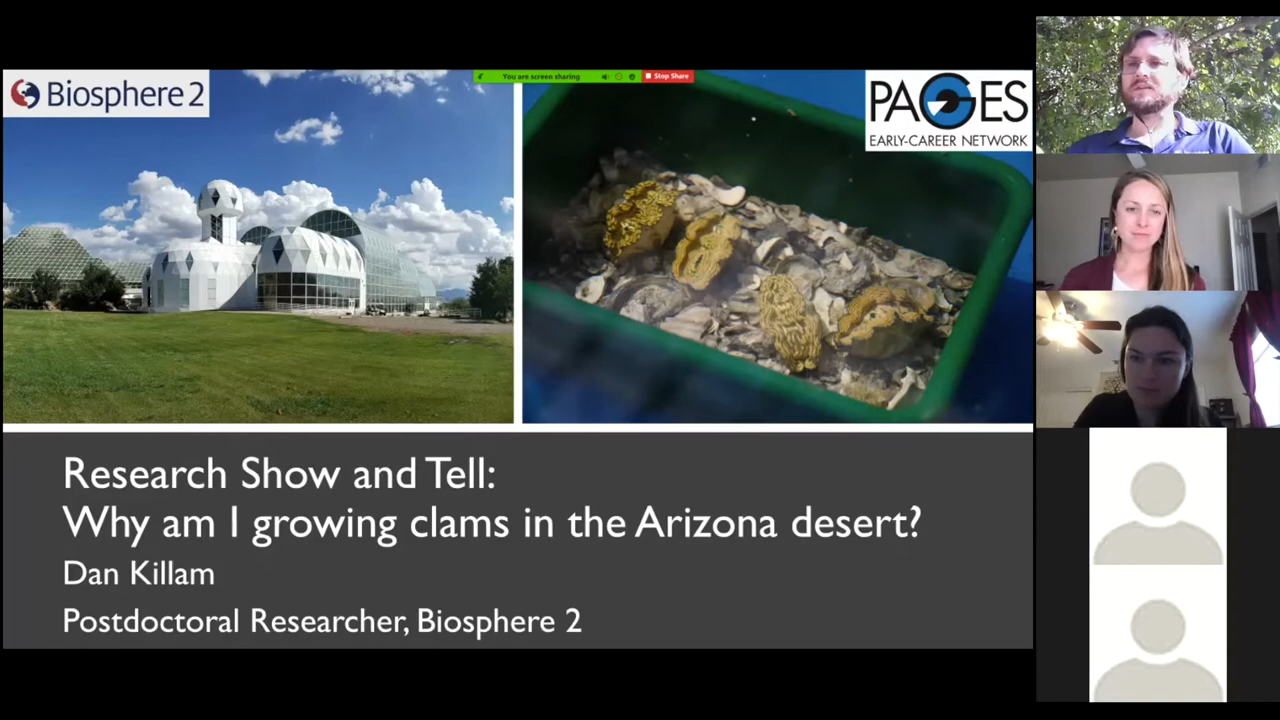 Biosphere 2
You are screen sharing
Stop Share
PAGES
EARLY-CAREER NETWORK
Research Show and Tell:
Why am I growing clams in the Arizona desert?
Dan Killam
Postdoctoral Researcher, Biosphere 2